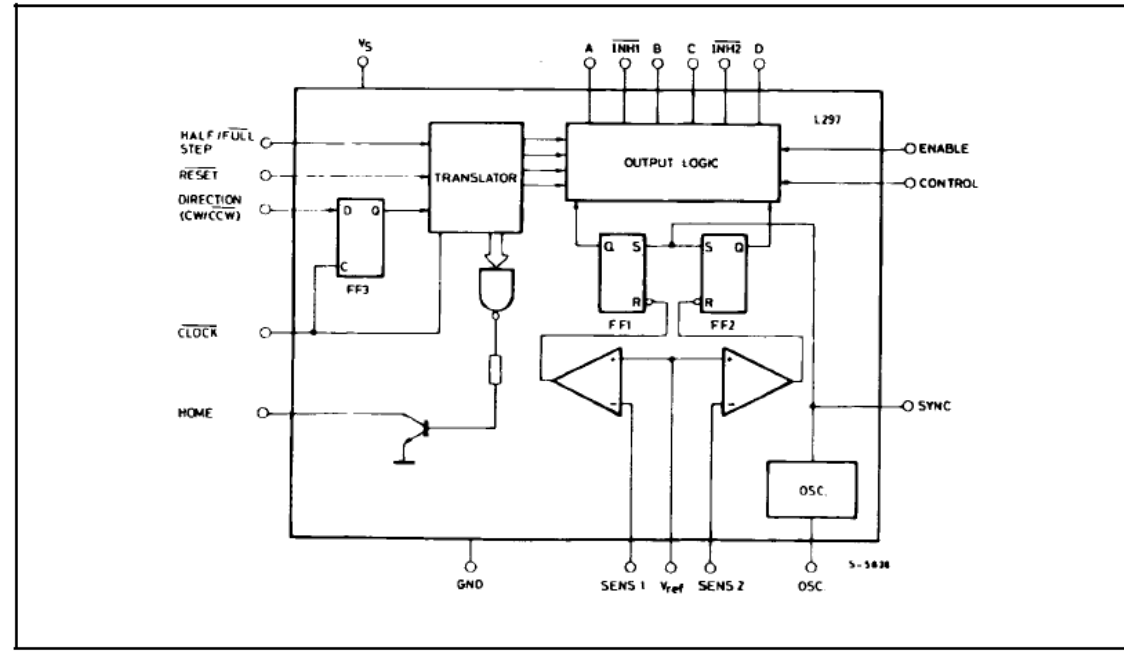 VS
A INH1 B C INH2 D
L297
HALF/FULL
STEP
RESET
DIRECTION
(CW/CCW)
TRANSLATOR
OUTPUT LOGIC
ENABLE
CONTROL
D Q
C
FF3
Q S
R
FF1
S Q
R
FF2
CLOCK
HOME
+
-
+
-
SYNC
OSC.
GND
SENS 1
Vref
SENS 2
OSC.
S-5838